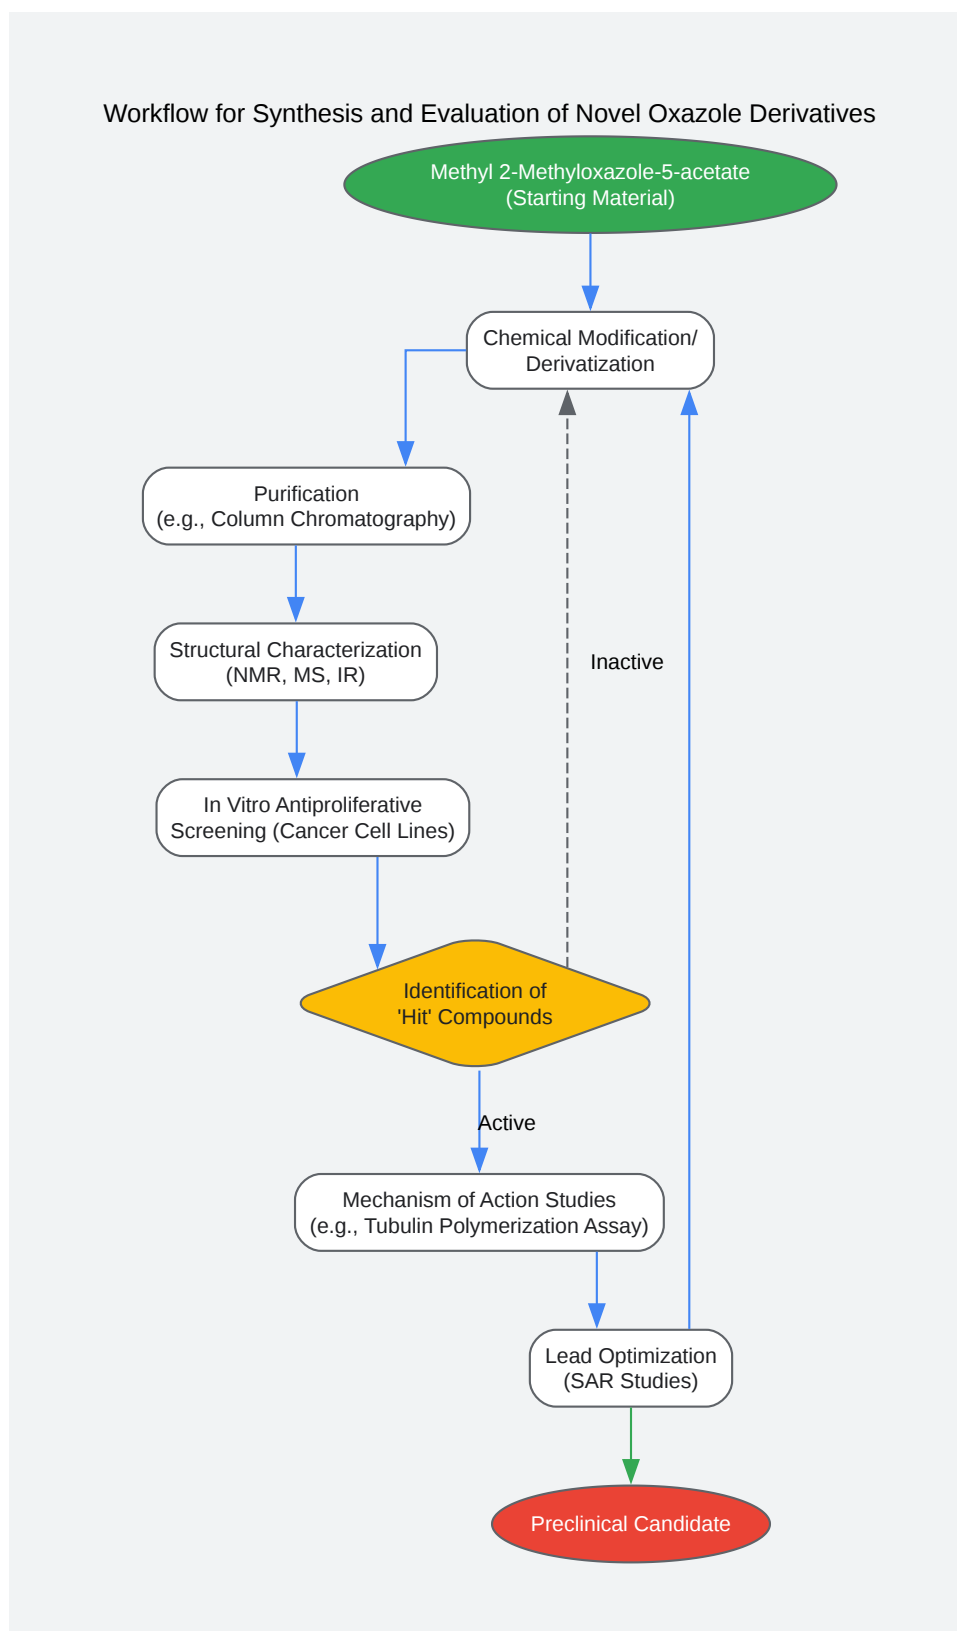 Workflow for Synthesis and Evaluation of Novel Oxazole Derivatives
Methyl 2-Methyloxazole-5-acetate
(Starting Material)
Chemical Modification/
Derivatization
Purification
(e.g., Column Chromatography)
Structural Characterization
(NMR, MS, IR)
Inactive
In Vitro Antiproliferative
Screening (Cancer Cell Lines)
Identification of
'Hit' Compounds
Active
Mechanism of Action Studies
(e.g., Tubulin Polymerization Assay)
Lead Optimization
(SAR Studies)
Preclinical Candidate